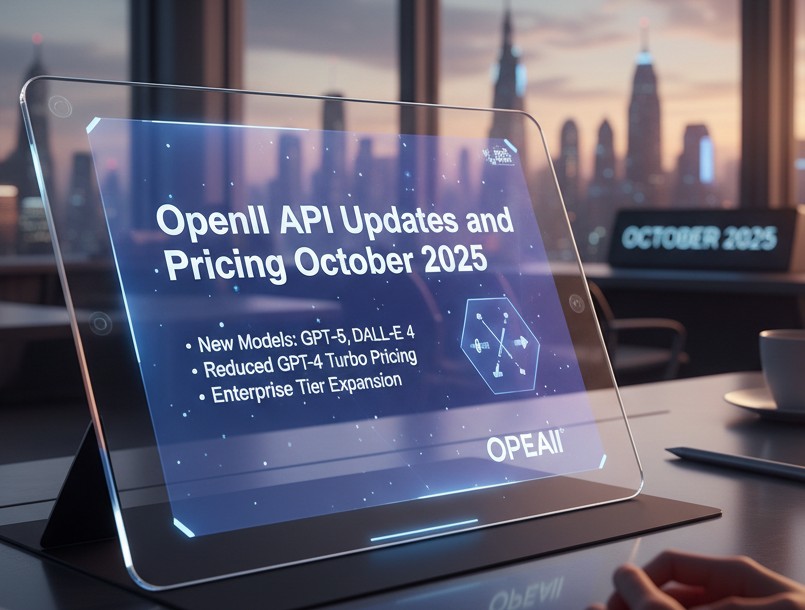 OpenII API Updates and
Pricing October 2025
• New Models: GPT-5, DALL-E 4
• Reduced GPT-4 Turbo Pricing
• Enterprise Tier Expansion
OPEAII
OCTOBER 2025